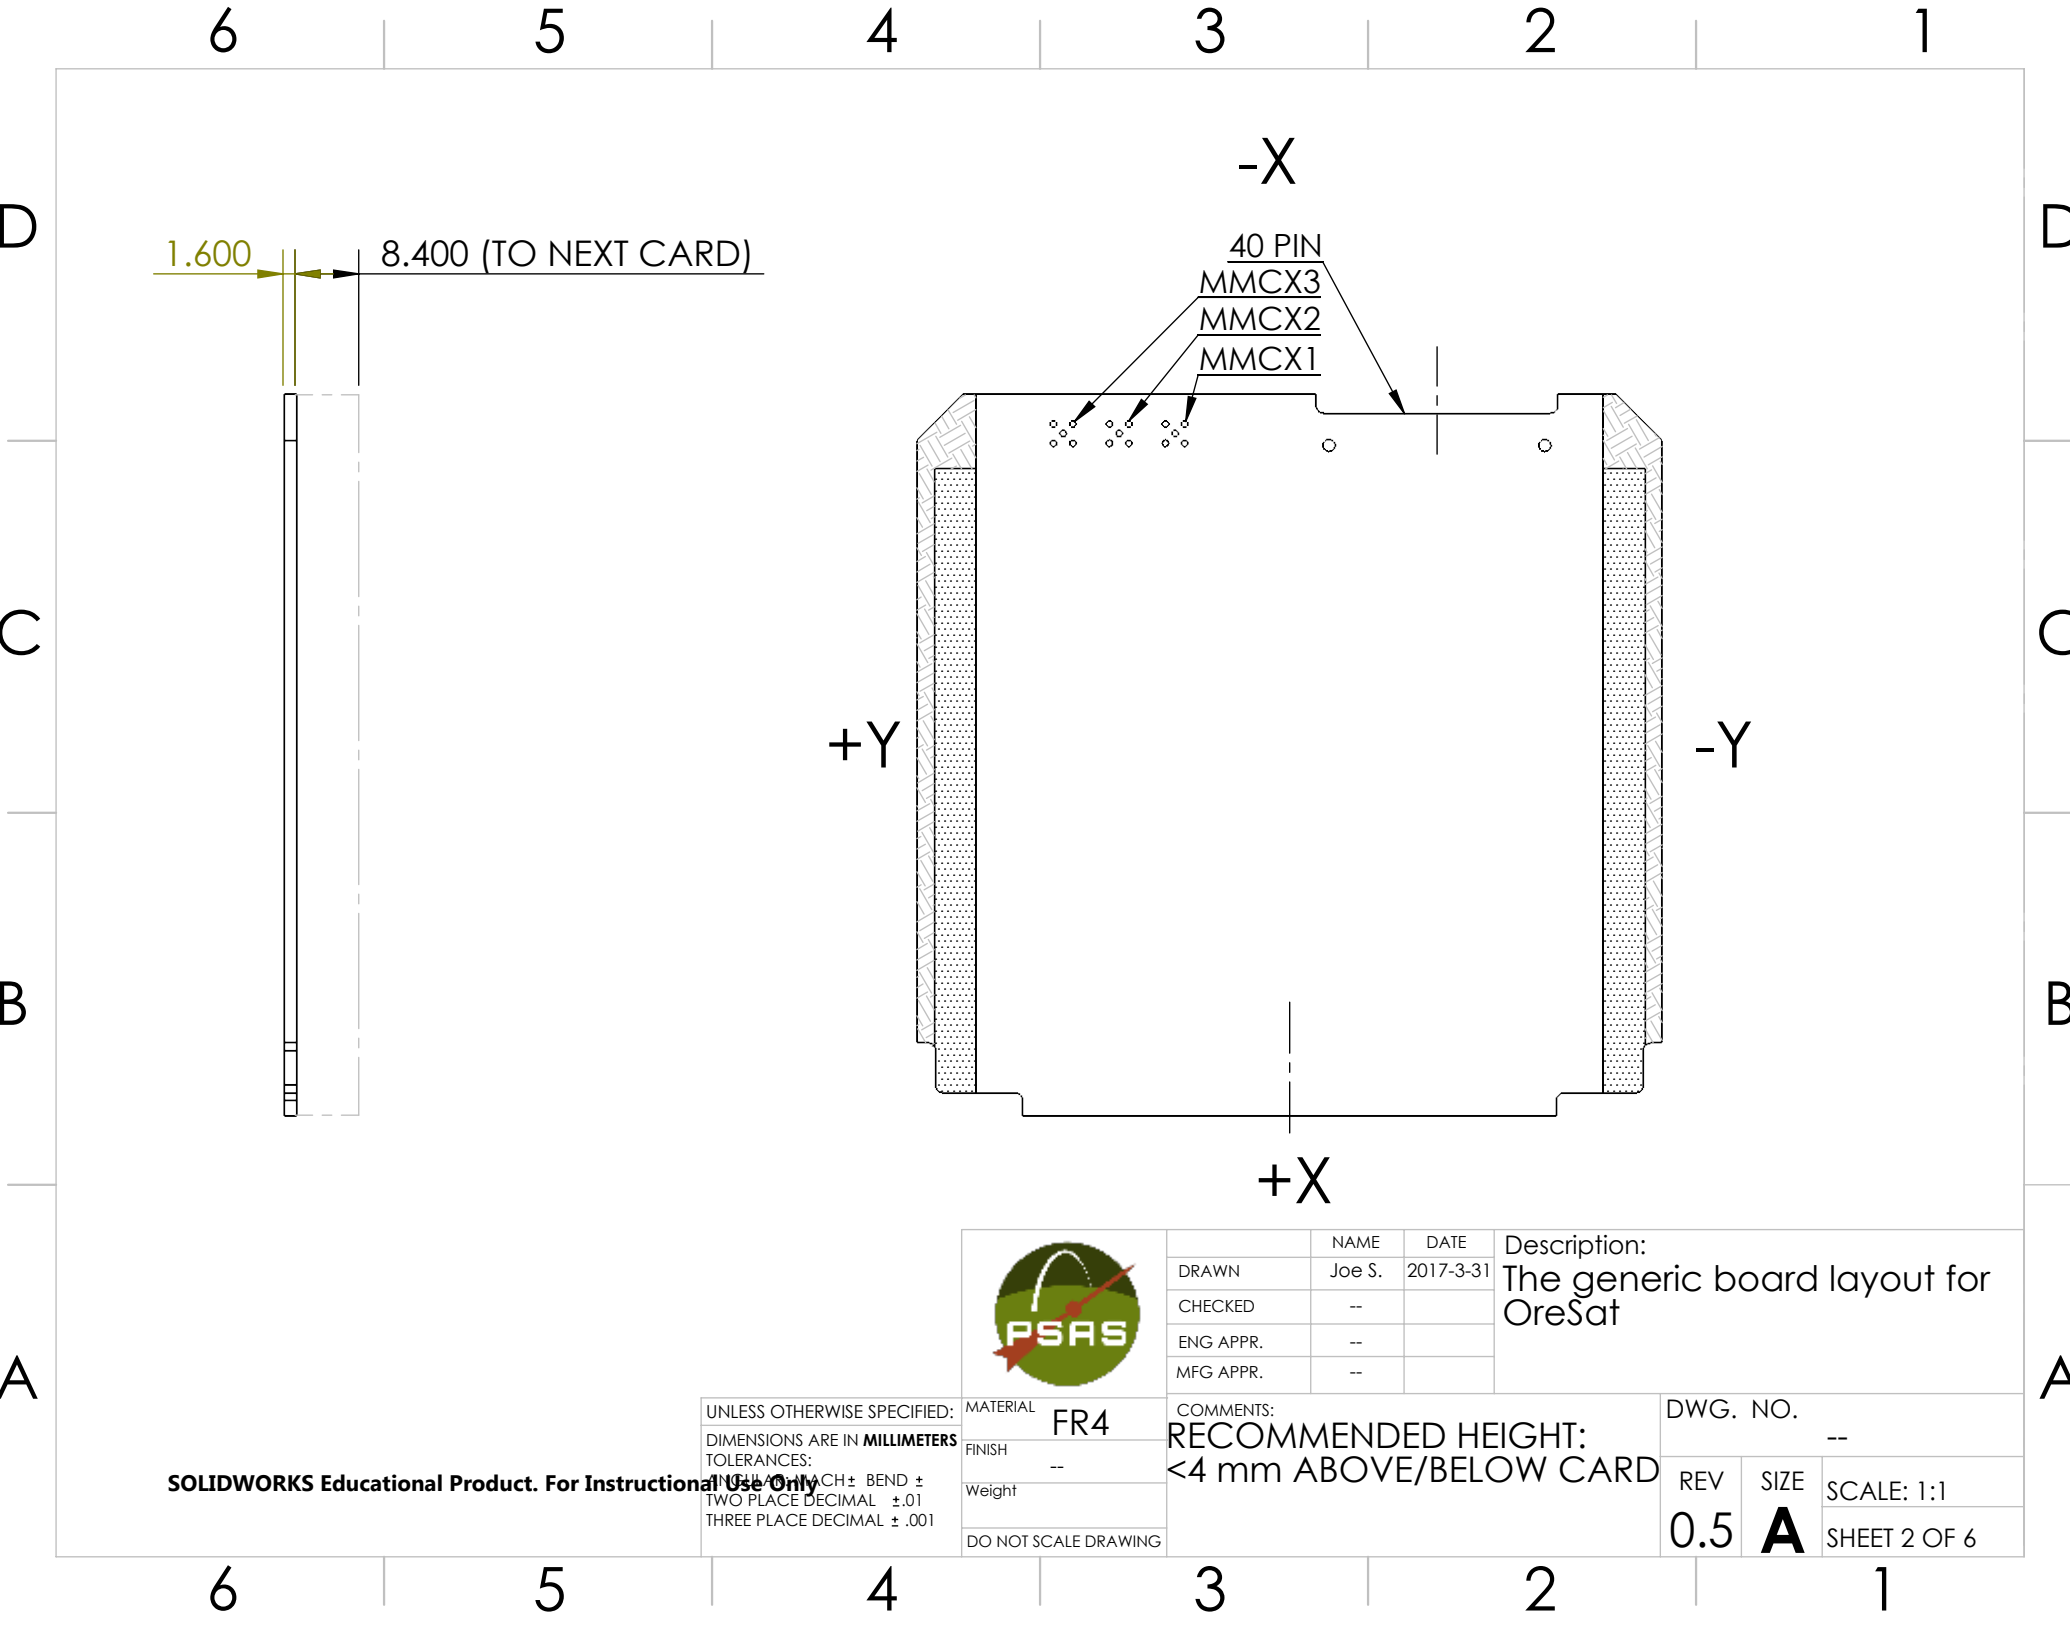 6 5 4 3 2 1
D D
C C
B B
A A
-X
1.600 8.400 (TO NEXT CARD)
40 PIN
MMCX3
MMCX2
MMCX1
+Y -Y
+X
PSAS
NAME DATE
DRAWN Joe S. 2017-3-31
CHECKED --
ENG APPR. --
MFG APPR. --
Description:
The generic board layout for
OreSat
UNLESS OTHERWISE SPECIFIED:
DIMENSIONS ARE IN MILLIMETERS
TOLERANCES:
ANGULAR: MACH ± BEND ±
TWO PLACE DECIMAL ±.01
THREE PLACE DECIMAL ± .001
SOLIDWORKS Educational Product. For Instructional Use Only
MATERIAL FR4
FINISH
--
Weight
DO NOT SCALE DRAWING
COMMENTS:
RECOMMENDED HEIGHT:
<4 mm ABOVE/BELOW CARD
DWG. NO.
--
REV
0.5
SIZE
A
SCALE: 1:1
SHEET 2 OF 6
6 5 4 3 2 1